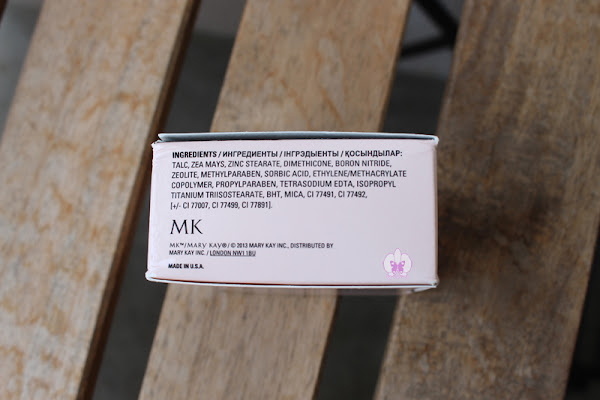 INGREDIENTS / ИНГРЕДИЕНТЫ / ІНГРЭДЫЕНТЫ / ҚОСЫНДЫЛАР:
TALC, ZEA MAYS, ZINC STEARATE, DIMETHICONE, BORON NITRIDE,
ZEOLITE, METHYLPARABEN, SORBIC ACID, ETHYLENE/METHACRYLATE
COPOLYMER, PROPYLPARABEN, TETRASODIUM EDTA, ISOPROPYL
TITANIUM TRIISOSTEARATE, BHT, MICA, CI 77491, CI 77492,
[+/- CI 77007, CI 77499, CI 77891].
MK
MK™/MARY KAY® / © 2013 MARY KAY INC., DISTRIBUTED BY
MARY KAY INC. / LONDON NW1 1BU
MADE IN U.S.A.